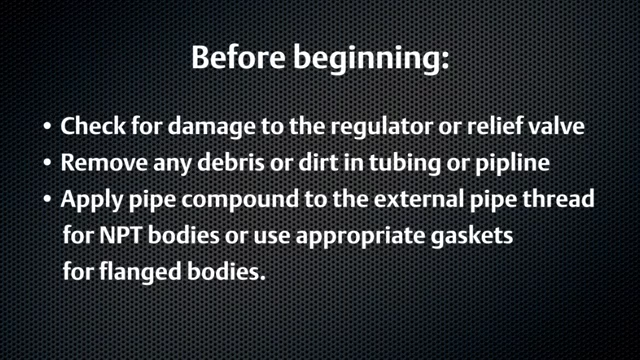 Before beginning:
• Check for damage to the regulator or relief valve
• Remove any debris or dirt in tubing or pipline
• Apply pipe compound to the external pipe thread
for NPT bodies or use appropriate gaskets
for flanged bodies.